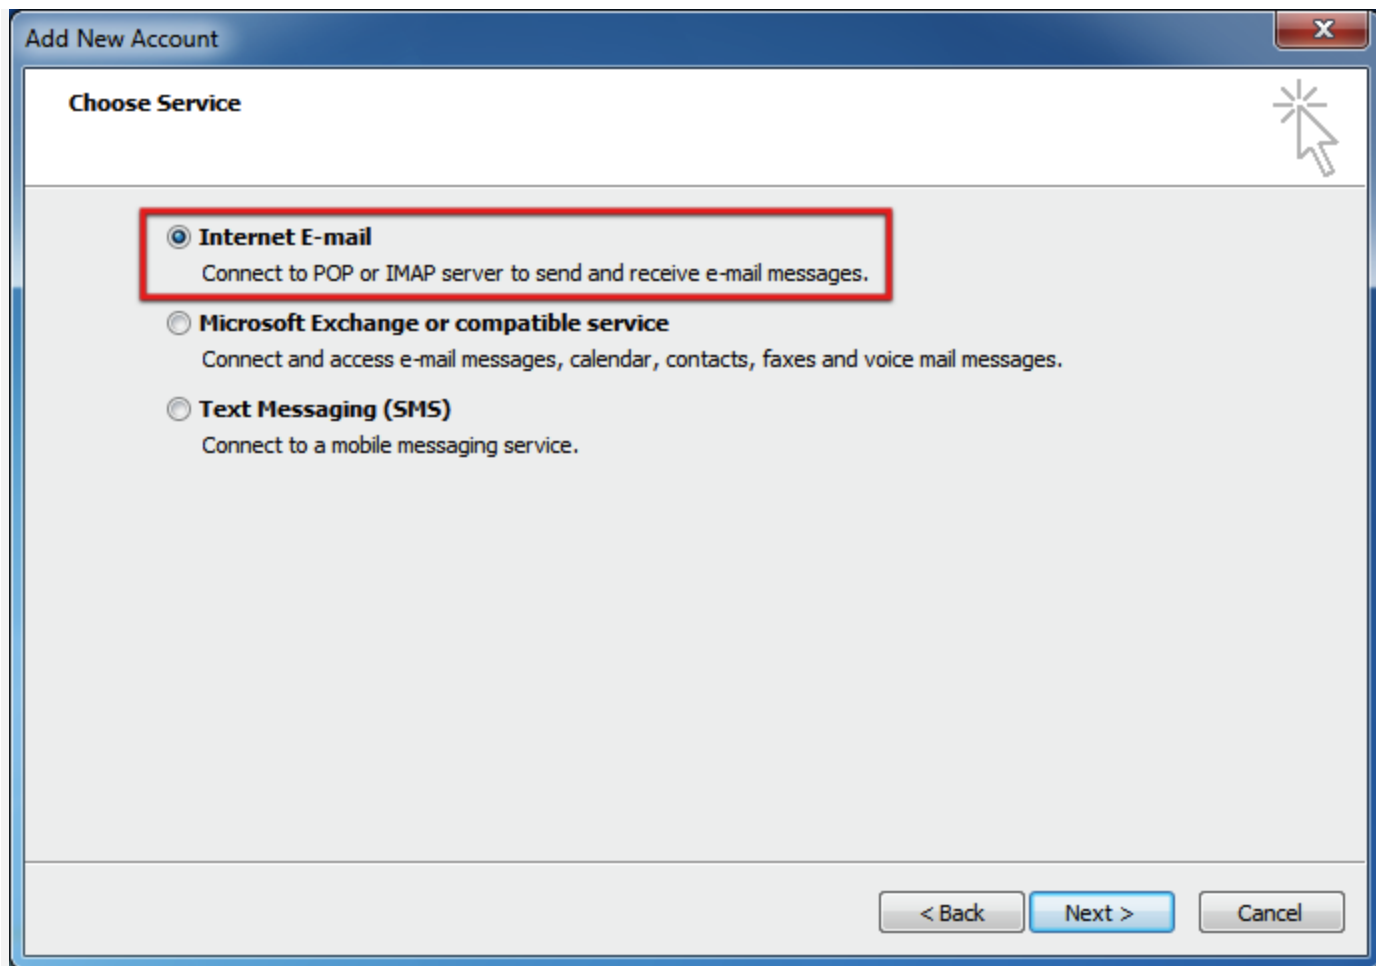 Add New Account
Choose Service
Internet E-mail
Connect to POP or IMAP server to send and receive e-mail messages.
Microsoft Exchange or compatible service
Connect and access e-mail messages, calendar, contacts, faxes and voice mail messages.
Text Messaging (SMS)
Connect to a mobile messaging service.
< Back Next > Cancel